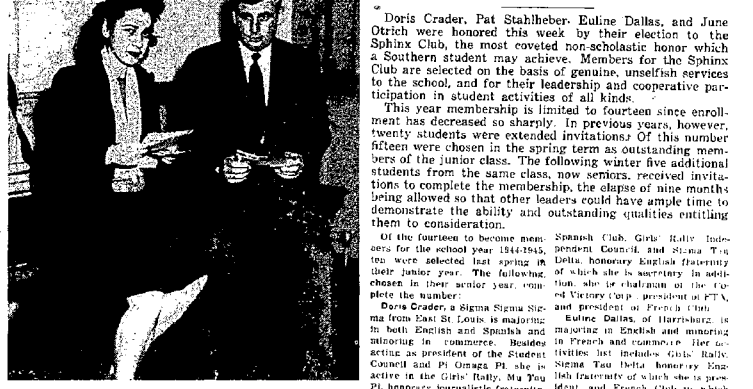 Doris Crader, Pat Stahlheber, Euline Dallas, and June
Otrich were honored this week by their election to the
Sphinx Club, the most coveted non-scholastic honor which
a Southern student may achieve. Members for the Sphinx
Club are selected on the basis of genuine, unselfish services
to the school, and for their leadership and cooperative par-
ticipation in student activities of all kinds.
This year membership is limited to fourteen since enroll-
ment has decreased so sharply. In previous years, however,
twenty students were extended invitations. Of this number
fifteen were chosen in the spring term as outstanding mem-
bers of the junior class. The following winter five additional
students from the same class, now seniors, received invita-
tions to complete the membership, the elapse of nine months
being allowed so that other leaders could have ample time to
demonstrate the ability and outstanding qualities entitling
them to consideration.
Of the fourteen to become mem-
bers for the school year 1944-1945,
ten were selected last spring in
their junior year. The following,
chosen in their senior year, com-
plete the number:
Doris Crader, a Sigma Sigma Sig-
ma from East St. Louis, is majoring
in both English and Spanish and
minoring in commerce. Besides
acting as president of the Student
Council and Pi Omega Pi, she is
active in the Girls' Rally, Mu Tau
Pi, honorary journalistic
Spanish Club, Girls' Rally, Inde-
pendent Council, and Sigma Tau
Delta, honorary English fraternity
of which she is secretary. In addi-
tion, she is chairman of the Co-
ed Victory Corp, president of FTA,
and president of French Club.
Euline Dallas, of Harrisburg, is
majoring in English and minoring
in French and commerce. Her ac-
tivities list includes Girls' Rally,
Sigma Tau Delta honorary Eng-
lish fraternity of which she is pres-
ident, and French Club